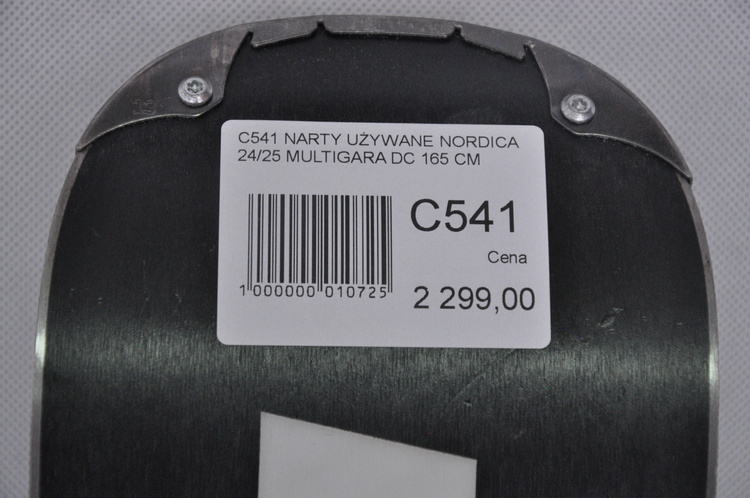 C541 NARTY UŻYWANE NORDICA
24/25 MULTIGARA DC 165 CM
C541
Cena
2 299,00
1 000000 010725